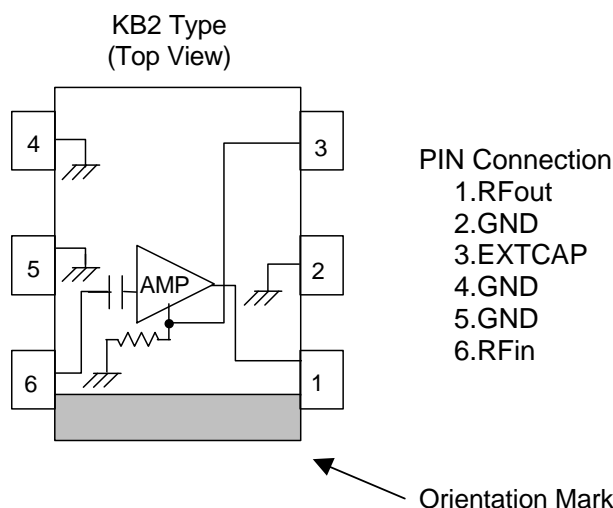 KB2 Type
(Top View)
4
3
5
AMP
2
6
1
PIN Connection
1.RFout
2.GND
3.EXTCAP
4.GND
5.GND
6.RFin
Orientation Mark